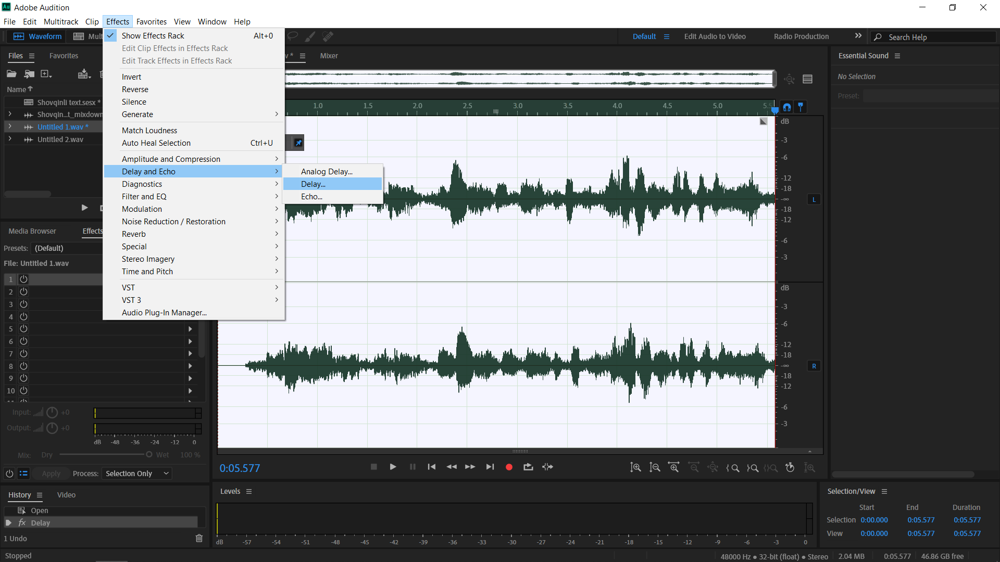 Adobe Audition
File Edit Multitrack Clip Effects Favorites View Window Help
Waveform
Default Edit Audio to Video Radio Production Search Help
Show Effects Rack Alt+0
Edit Clip Effects in Effects Rack
Edit Track Effects in Effects Rack
Invert
Reverse
Silence
Generate
Match Loudness
Auto Heal Selection Ctrl+U
Amplitude and Compression
Delay and Echo
Diagnostics
Filter and EQ
Modulation
Noise Reduction / Restoration
Reverb
Special
Stereo Imagery
Time and Pitch
VST
VST 3
Audio Plug-In Manager...
Analog Delay...
Delay...
Echo...
Files Favorites
Name
Shovqinli text.sesx *
Shovqin...t_mixdown
Untitled 1.wav *
Untitled 2.wav
Media Browser Effects
Presets: (Default)
File: Untitled 1.wav
1
2
3
4
5
6
7
8
9
10
Input: +0
Output: +0
dB -48 -36 -24 -12 0
Mix: Dry Wet 100 %
Apply Process: Selection Only
History Video
Open
fx Delay
1 Undo
Stopped
Mixer
1.0 1.5 2.0 2.5 3.0 3.5 4.0 4.5 5.0 5.5
dB
-3
-6
-12
-18
-∞
-18
-12
-6
-3
L
dB
-3
-6
-12
-18
-∞
-18
-12
-6
-3
R
0:05.577
Levels
dB -57 -54 -51 -48 -45 -42 -39 -36 -33 -30 -27 -24 -21 -18 -15 -12 -9 -6 -3 0
Essential Sound
No Selection
Preset:
Selection/View
Start End Duration
Selection 0:00.000 0:05.577 0:05.577
View 0:00.000 0:05.577 0:05.577
48000 Hz ● 32-bit (float) ● Stereo 2.04 MB 0:05.577 46.86 GB free